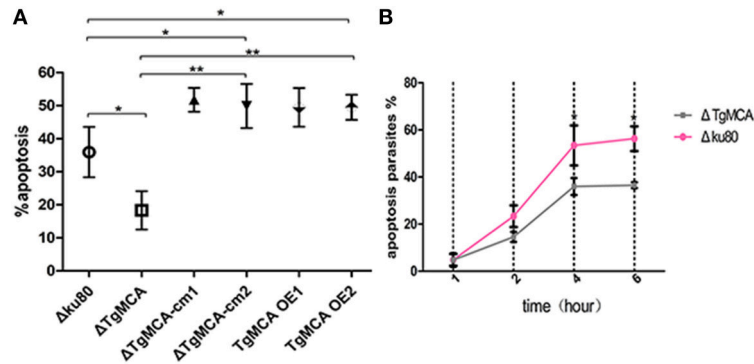 A
*
*
**
**
*
%apoptosis
60
50
40
30
20
10
0
Δku80
ΔTgMCA
ΔTgMCA-cm1
ΔTgMCA-cm2
TgMCA OE1
TgMCA OE2
B
apoptosis parasites %
80
60
40
20
0
* *
1 2 4 6
time (hour)
ΔTgMCA
Δku80